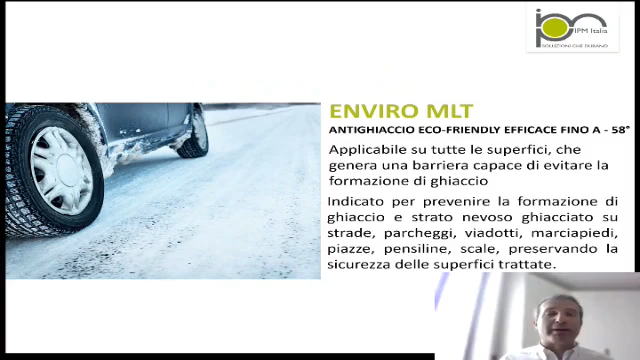 IPM Italia
SOLUZIONI CHE DURANO
ENVIRO MLT
ANTIGHIACCIO ECO-FRIENDLY EFFICACE FINO A - 58°
Applicabile su tutte le superfici, che
genera una barriera capace di evitare la
formazione di ghiaccio
Indicato per prevenire la formazione di
ghiaccio e strato nevoso ghiacciato su
strade, parcheggi, viadotti, marciapiedi,
piazze, pensiline, scale, preservando la
sicurezza delle superfici trattate.